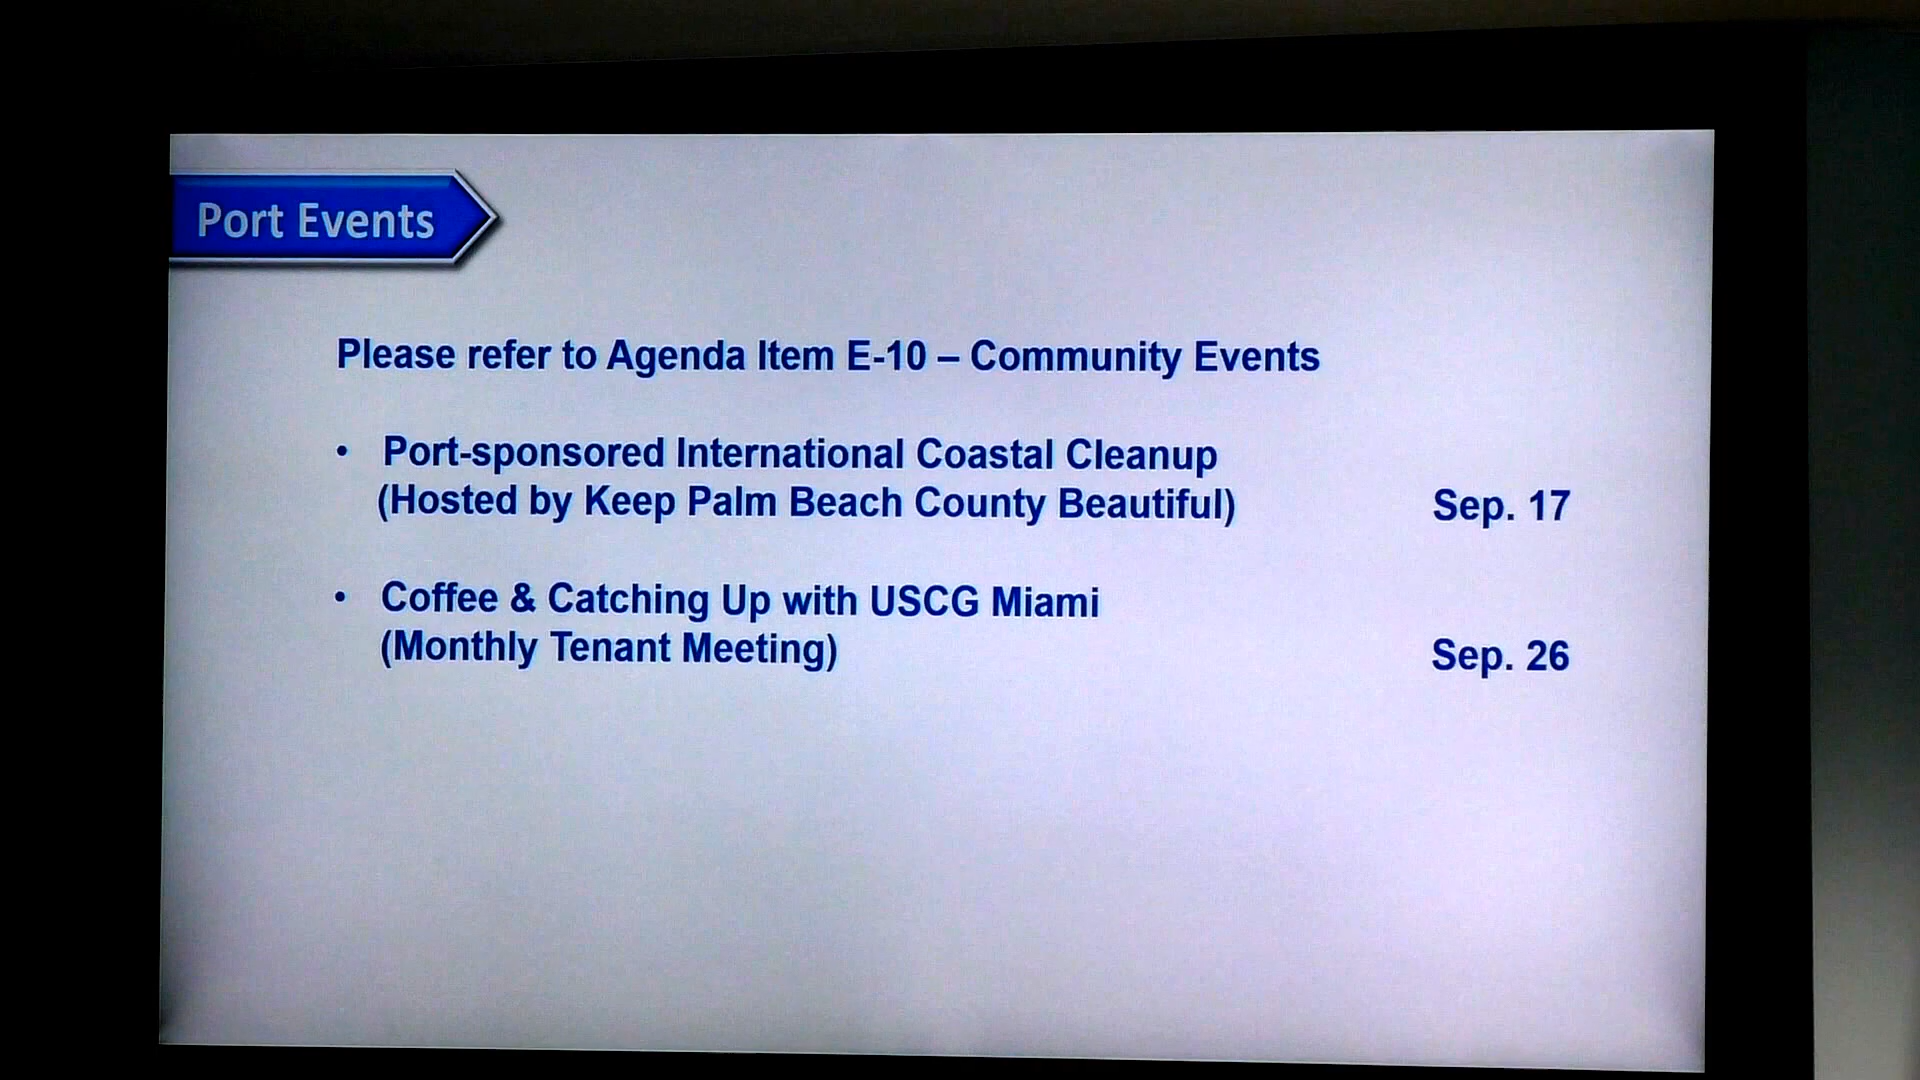 Port Events
Please refer to Agenda Item E-10 – Community Events
• Port-sponsored International Coastal Cleanup
(Hosted by Keep Palm Beach County Beautiful) Sep. 17
• Coffee & Catching Up with USCG Miami
(Monthly Tenant Meeting) Sep. 26